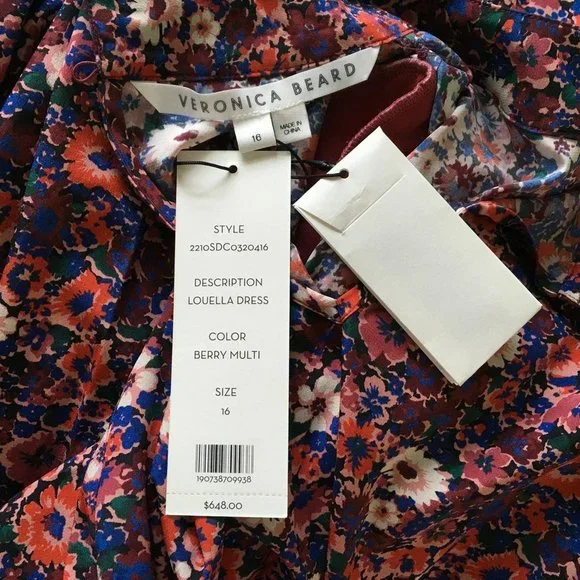 VERONICA BEARD
16
MADE IN
CHINA
STYLE
2210SDC0320416
DESCRIPTION
LOUELLA DRESS
COLOR
BERRY MULTI
SIZE
16
190738709938
$648.00